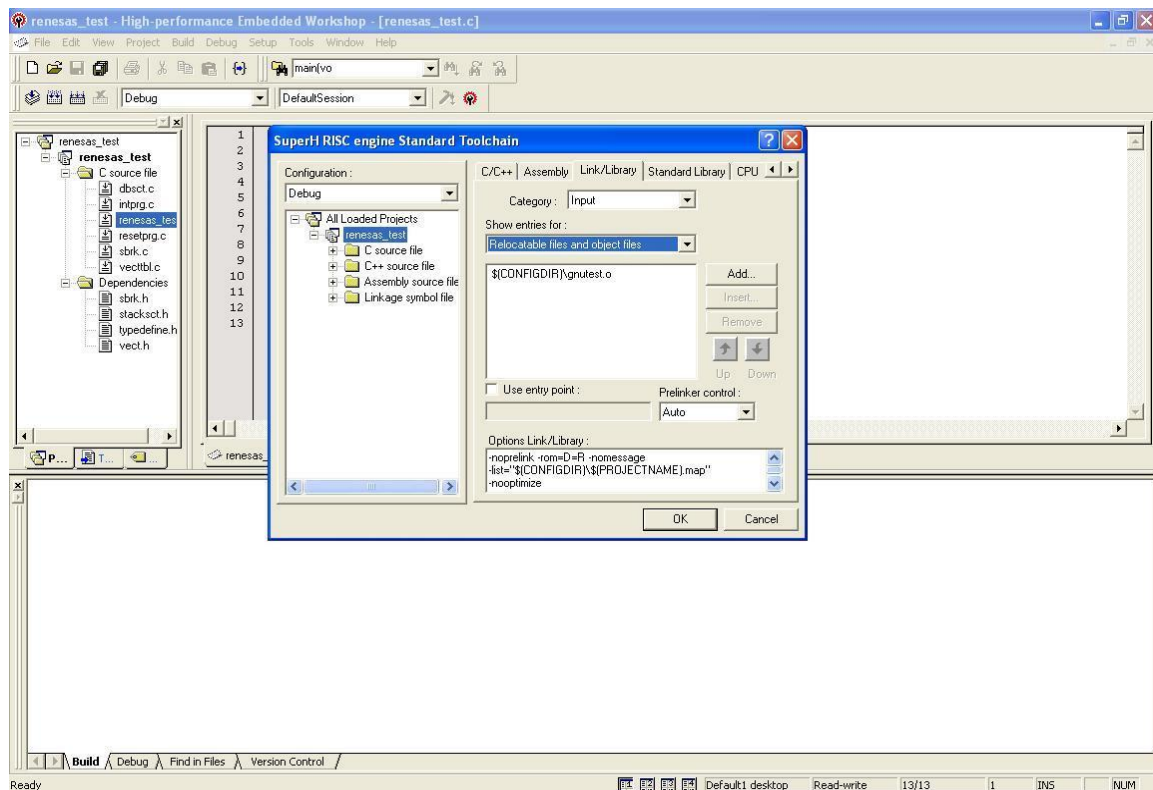 renesas_test - High-performance Embedded Workshop - [renesas_test.c]
File Edit View Project Build Debug Setup Tools Window Help
main(vo
Debug DefaultSession
renesas_test
renesas_test
C source file
dbsct.c
intprg.c
renesas_tes
resetprg.c
sbrk.c
vecttbl.c
Dependencies
sbrk.h
stacksct.h
typedefine.h
vect.h
P... T... ...
1
2
3
4
5
6
7
8
9
10
11
12
13
renesas_
SuperH RISC engine Standard Toolchain
Configuration :
Debug
All Loaded Projects
renesas_test
C source file
C++ source file
Assembly source file
Linkage symbol file
C/C++ Assembly Link/Library Standard Library CPU
Category : Input
Show entries for :
Relocatable files and object files
$(CONFIGDIR)\gnutest.o
Add...
Insert...
Remove
Up Down
Use entry point :
Prelinker control :
Auto
Options Link/Library :
-noprelink -rom=D=R -nomessage
-list="$(CONFIGDIR)\$(PROJECTNAME).map"
-nooptimize
OK Cancel
Build Debug Find in Files Version Control
Ready Default1 desktop Read-write 13/13 1 INS NUM